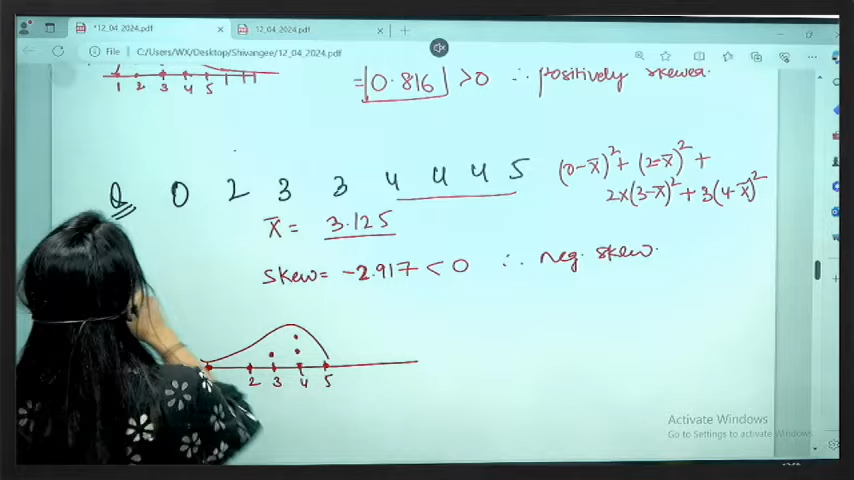 *12_04_2024.pdf
12_04_2024.pdf
File C:/Users/WX/Desktop/Shivangee/12_04_2024.pdf
1 2 3 4 5
= 0.816 >0 ∴ positively skewed.
Q 0 2 3 3 4 4 4 5
(0-x̄)² + (2-x̄)² +
2x(3-x̄)² + 3(4-x̄)²
x̄ = 3.125
Skew = -2.917 < 0 ∴ neg. skew.
2 3 4 5
Activate Windows
Go to Settings to activate Windows.